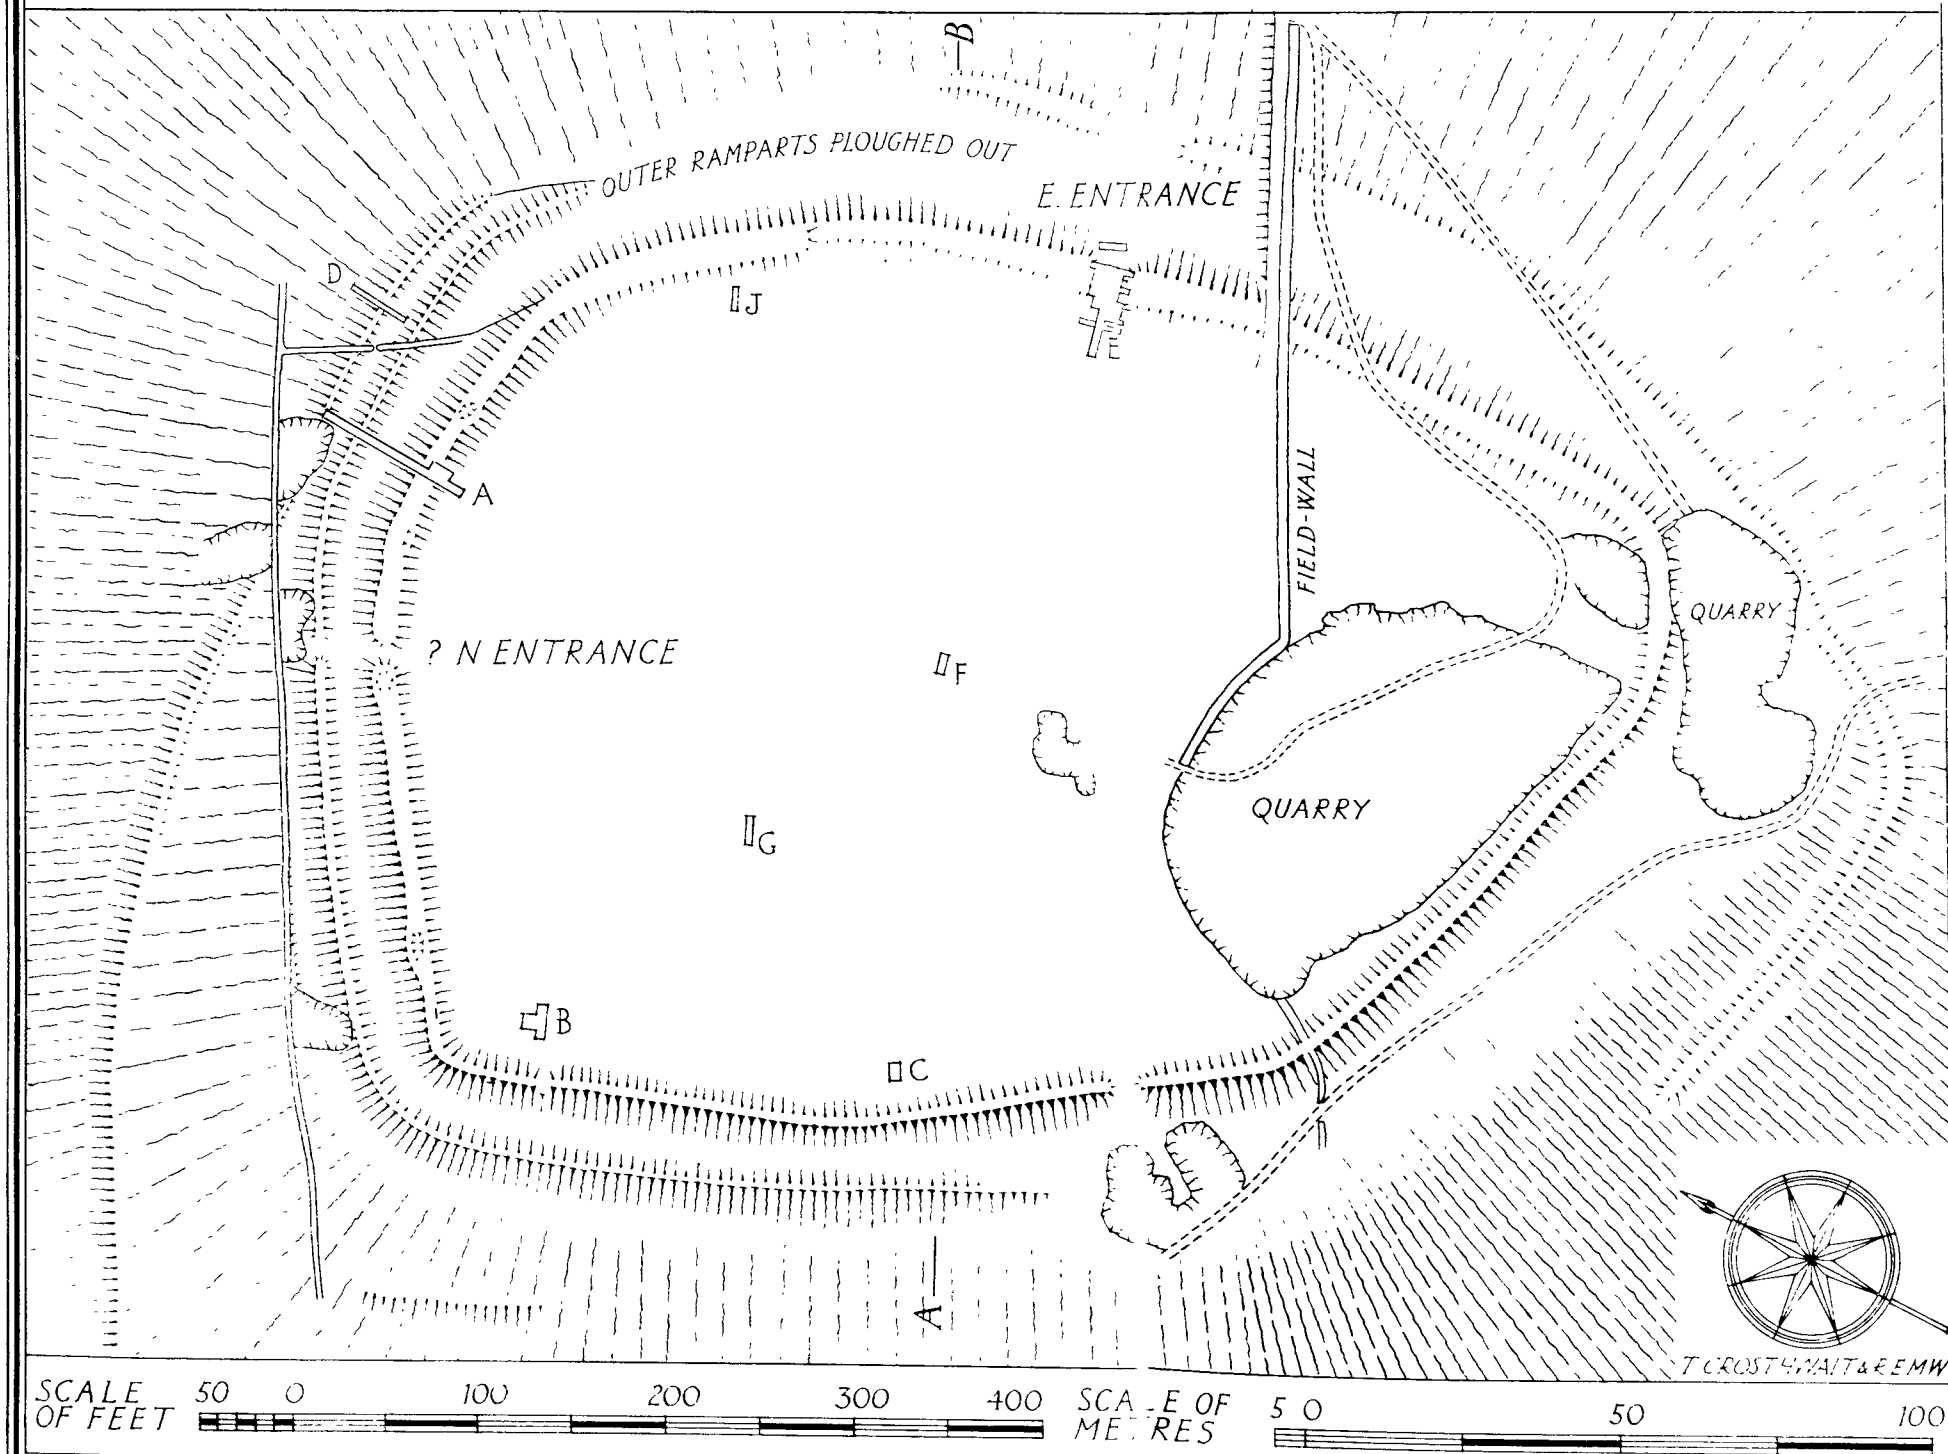 B
OUTER RAMPARTS PLOUGHED OUT
E. ENTRANCE
D
J
E
A
FIELD-WALL
QUARRY
? N ENTRANCE
F
QUARRY
G
B
C
A
T CROSTHWAIT & R E M W
SCALE OF FEET
50 0 100 200 300 400
SCALE OF METRES
5 0 50 100